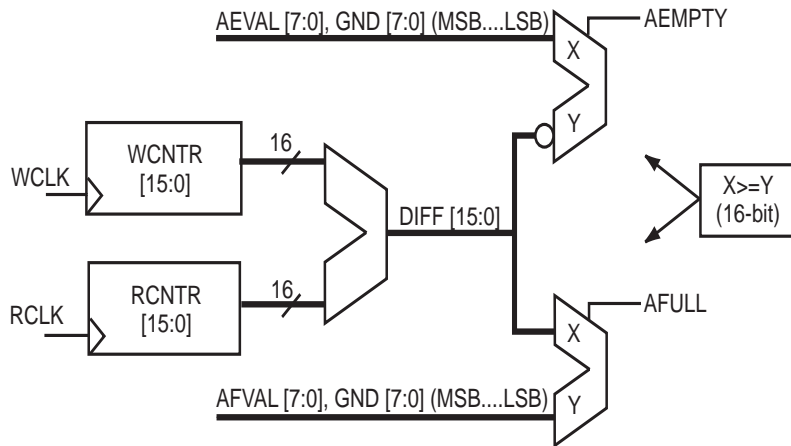 AEVAL [7:0], GND [7:0] (MSB....LSB)
AEMPTY
X
Y
WCNTR
[15:0]
16
WCLK
X>=Y
(16-bit)
DIFF [15:0]
RCNTR
[15:0]
16
RCLK
AFULL
X
AFVAL [7:0], GND [7:0] (MSB....LSB)
Y